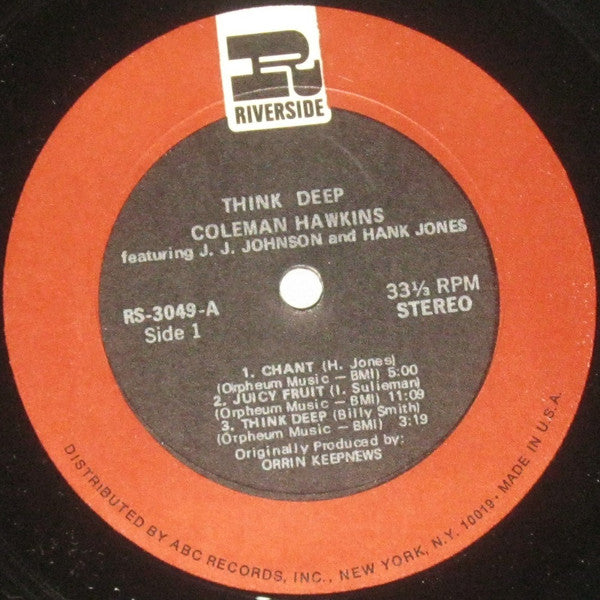 R
RIVERSIDE
THINK DEEP
COLEMAN HAWKINS
featuring J. J. JOHNSON and HANK JONES
RS-3049-A
Side 1
33⅓ RPM
STEREO
1. CHANT (H. Jones)
(Orpheum Music – BMI) 5:00
2. JUICY FRUIT (I. Sulieman)
(Orpheum Music – BMI) 11:09
3. THINK DEEP (Billy Smith)
(Orpheum Music – BMI) 3:19
Originally Produced by:
ORRIN KEEPNEWS
DISTRIBUTED BY ABC RECORDS, INC., NEW YORK, N.Y. 10019 • MADE IN U.S.A.